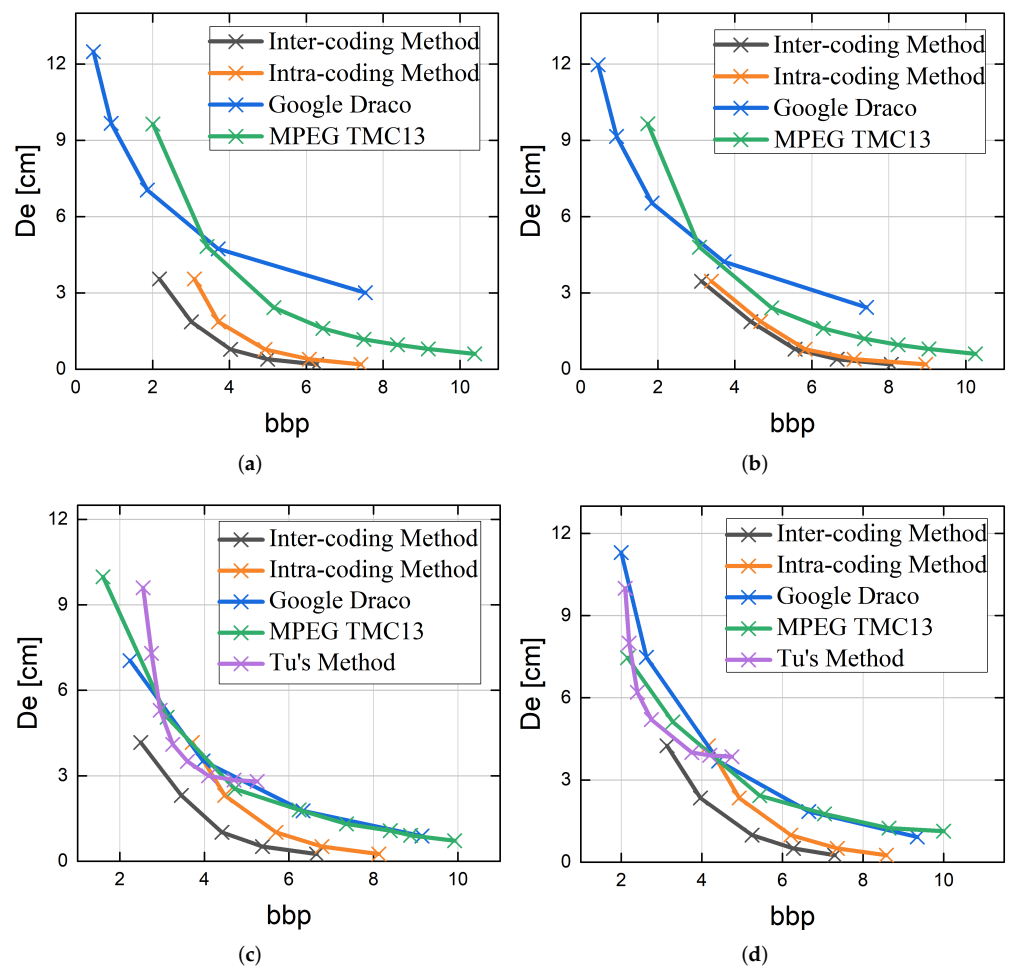 12
9
6
3
0
De [cm]
Inter-coding Method
Intra-coding Method
Google Draco
MPEG TMC13
0 2 4 6 8 10
bbp
(a)
12
9
6
3
0
De [cm]
Inter-coding Method
Intra-coding Method
Google Draco
MPEG TMC13
0 2 4 6 8 10
bbp
(b)
12
9
6
3
0
De [cm]
Inter-coding Method
Intra-coding Method
Google Draco
MPEG TMC13
Tu's Method
2 4 6 8 10
bbp
(c)
12
9
6
3
0
De [cm]
Inter-coding Method
Intra-coding Method
Google Draco
MPEG TMC13
Tu's Method
2 4 6 8 10
bbp
(d)